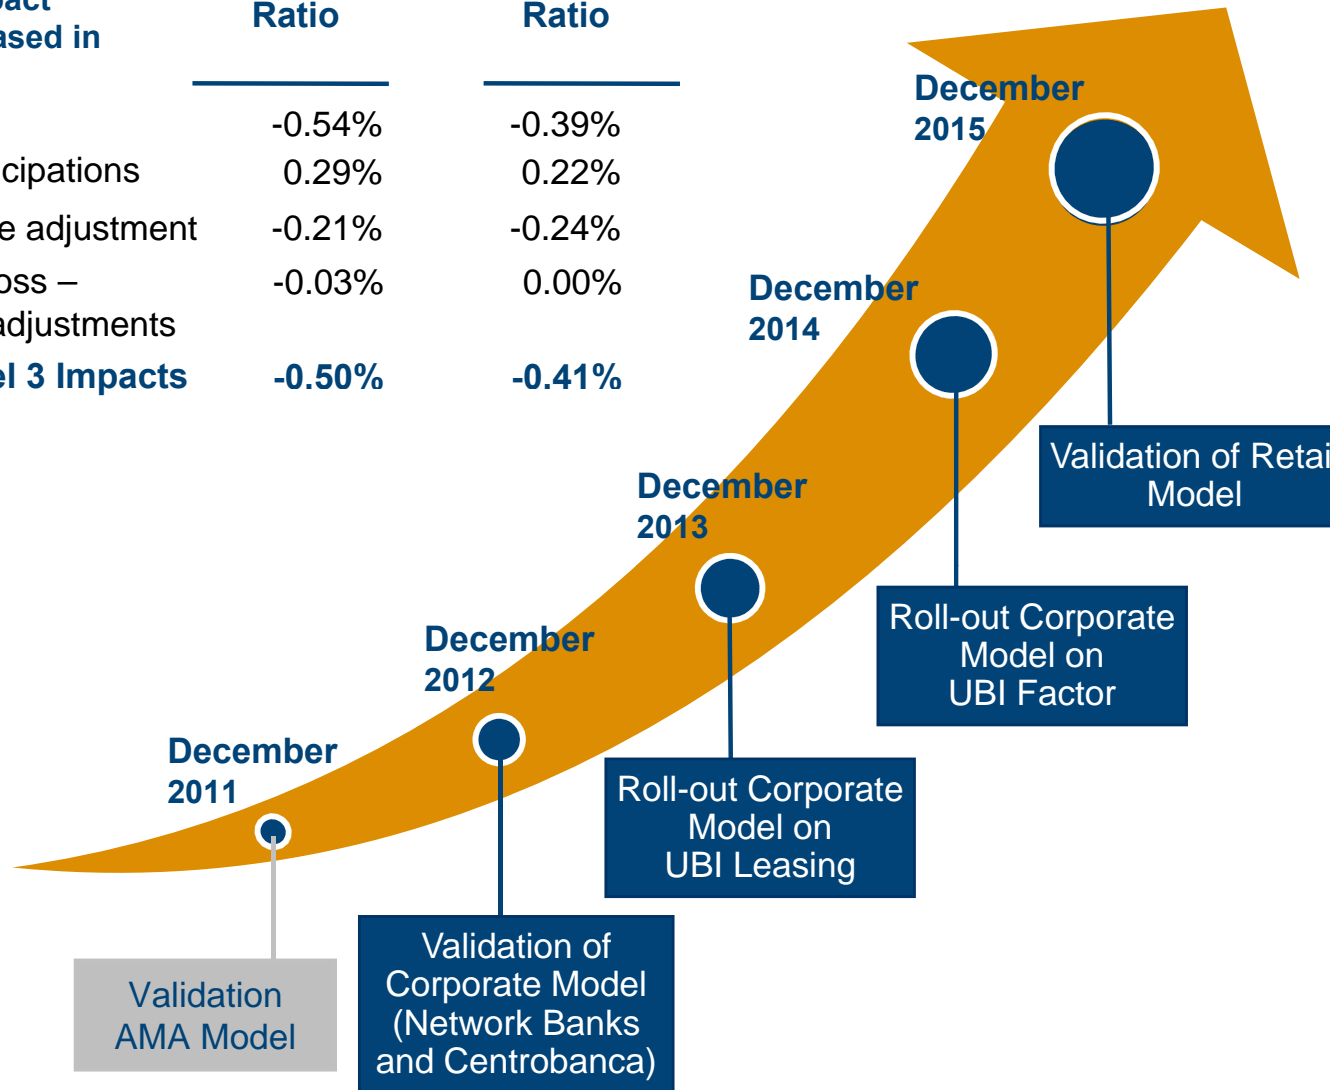 Ratio Ratio
ased in
-0.54% -0.39%
cipations 0.29% 0.22%
e adjustment -0.21% -0.24%
oss – -0.03% 0.00%
adjustments
el 3 Impacts -0.50% -0.41%
December
2015
December
2014
Validation of Retai
Model
December
2013
Roll-out Corporate
Model on
UBI Factor
December
2012
Roll-out Corporate
Model on
UBI Leasing
December
2011
Validation of
Corporate Model
(Network Banks
and Centrobanca)
Validation
AMA Model